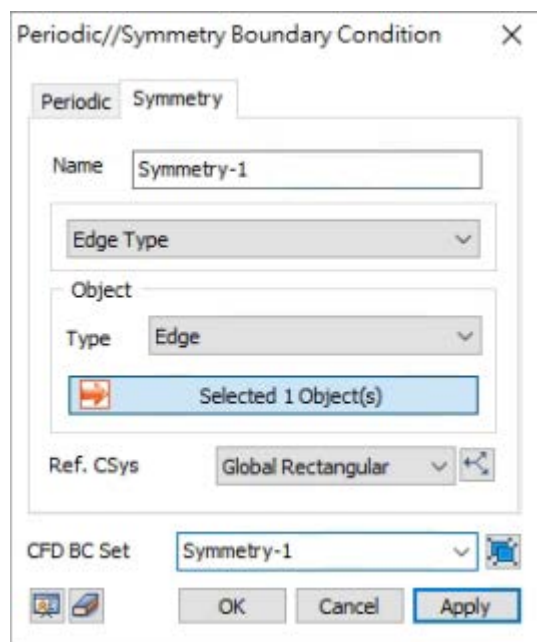 Periodic//Symmetry Boundary Condition
Periodic Symmetry
Name Symmetry-1
Edge Type
Object
Type Edge
Selected 1 Object(s)
Ref. CSys Global Rectangular
CFD BC Set Symmetry-1
OK Cancel Apply